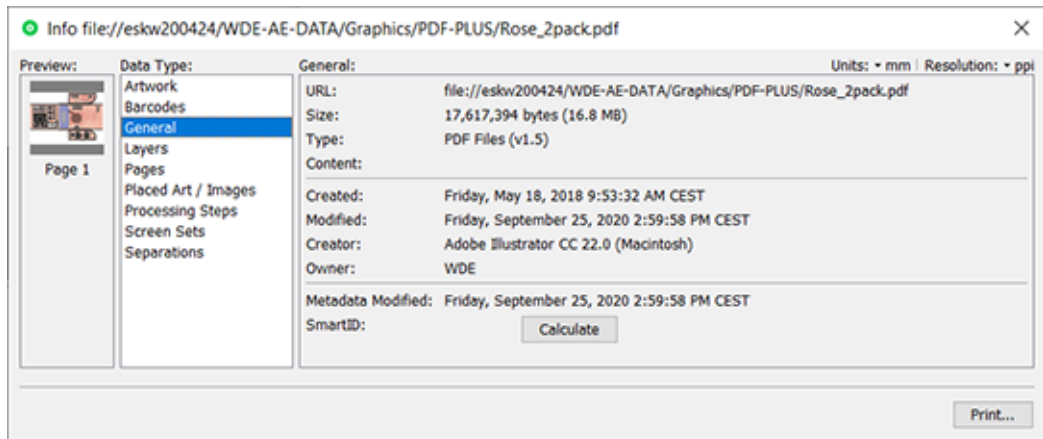 Info file://eskw200424/WDE-AE-DATA/Graphics/PDF-PLUS/Rose_2pack.pdf
Preview:
Page 1
Data Type:
Artwork
Barcodes
General
Layers
Pages
Placed Art / Images
Processing Steps
Screen Sets
Separations
General: Units: mm | Resolution: ppi
URL: file://eskw200424/WDE-AE-DATA/Graphics/PDF-PLUS/Rose_2pack.pdf
Size: 17,617,394 bytes (16.8 MB)
Type: PDF Files (v1.5)
Content:
Created: Friday, May 18, 2018 9:53:32 AM CEST
Modified: Friday, September 25, 2020 2:59:58 PM CEST
Creator: Adobe Illustrator CC 22.0 (Macintosh)
Owner: WDE
Metadata Modified: Friday, September 25, 2020 2:59:58 PM CEST
SmartID: Calculate
Print...